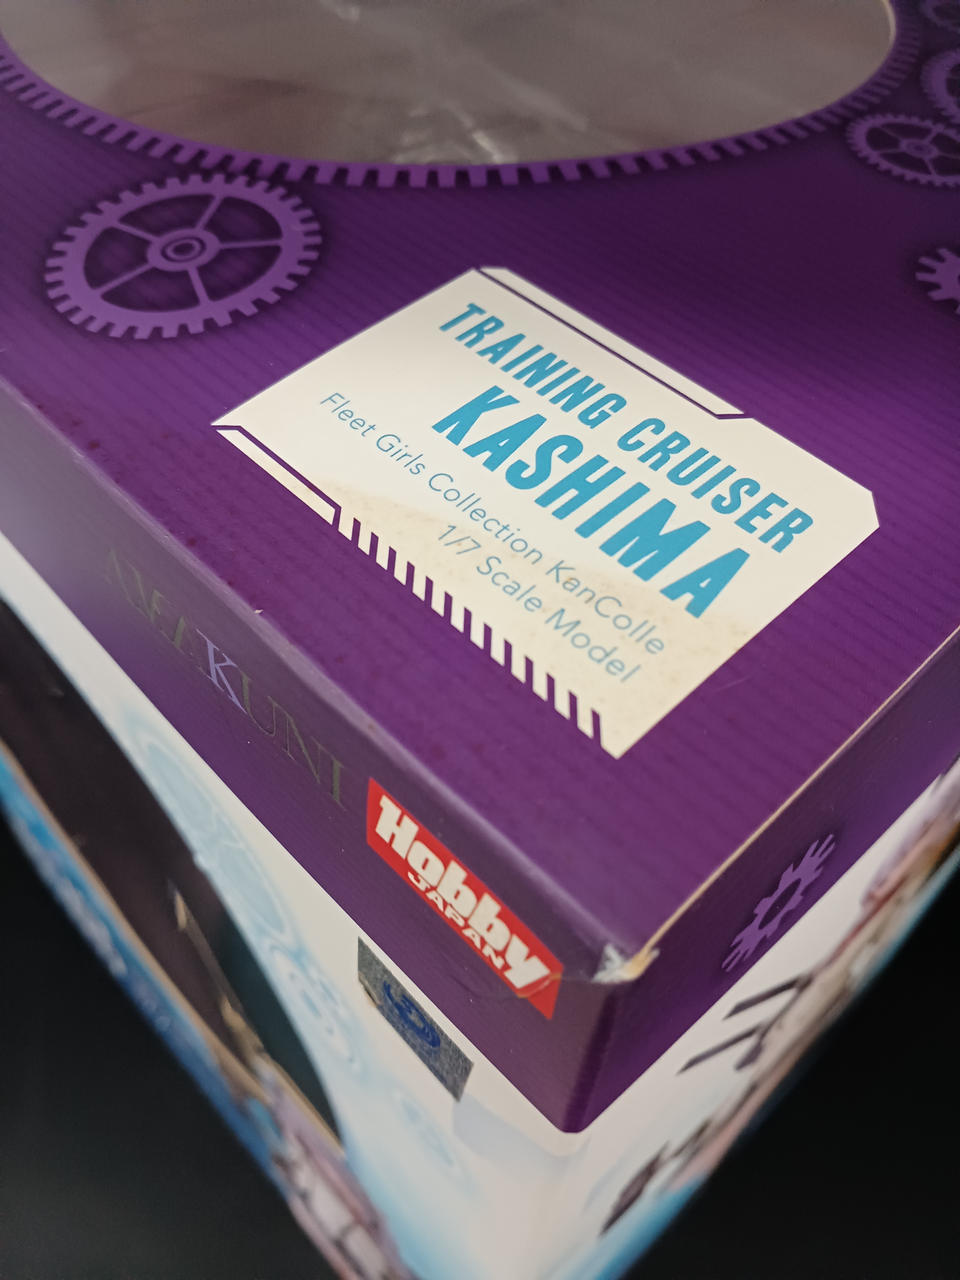 TRAINING CRUISER
KASHIMA
Fleet Girls Collection KanColle
1/7 Scale Model
AMAKUNI
Hobby
JAPAN